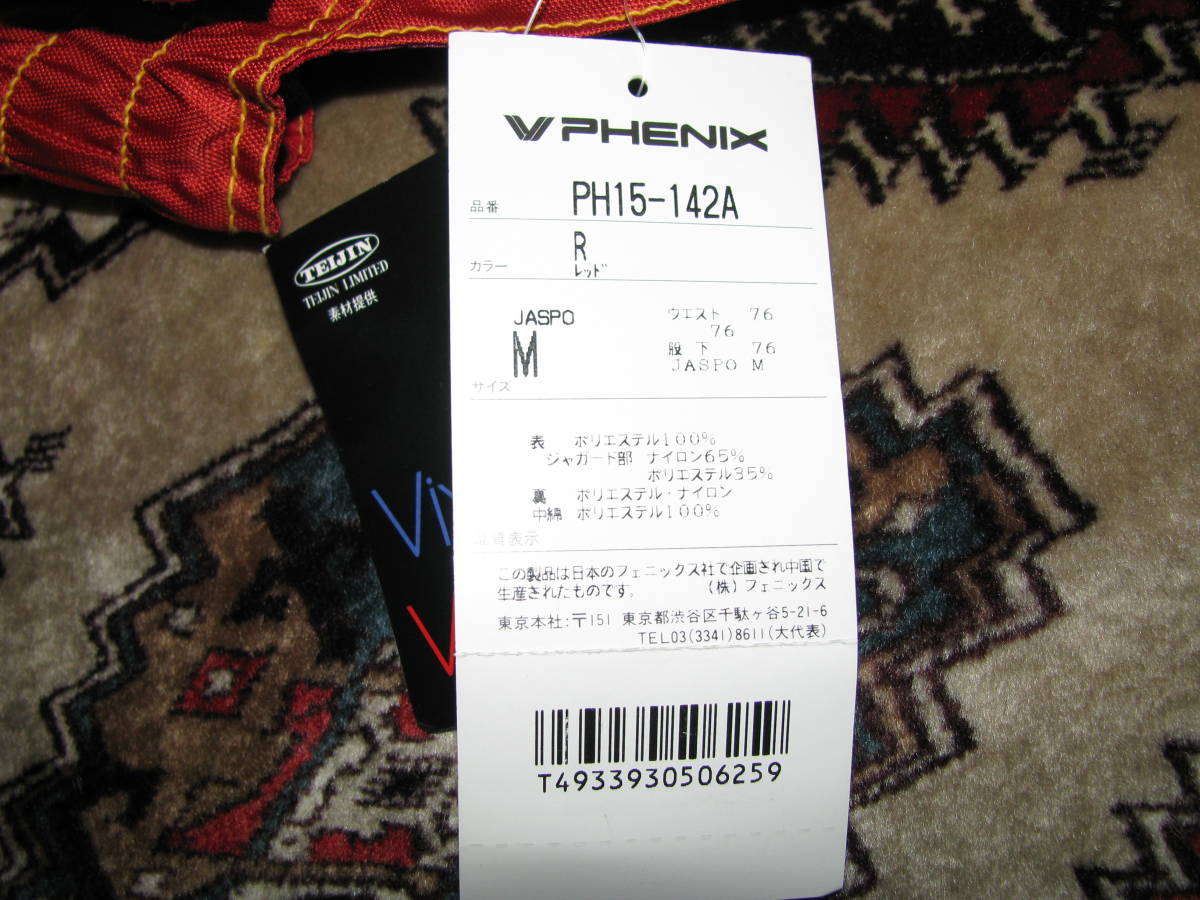 PHENIX
品番 PH15-142A
R
カラー レッド
JASPO ウエスト 76
76
M 股下 76
JASPO M
サイズ
表 ポリエステル100%
ジャガード部 ナイロン65%
ポリエステル35%
裏 ポリエステル・ナイロン
中綿 ポリエステル100%
品質表示
この製品は日本のフェニックス社で企画され中国で
生産されたものです。 (株)フェニックス
東京本社:〒151 東京都渋谷区千駄ヶ谷5-21-6
TEL03(3341)8611(大代表)
T4933930506259
TEIJIN
TEIJIN LIMITED
素材提供